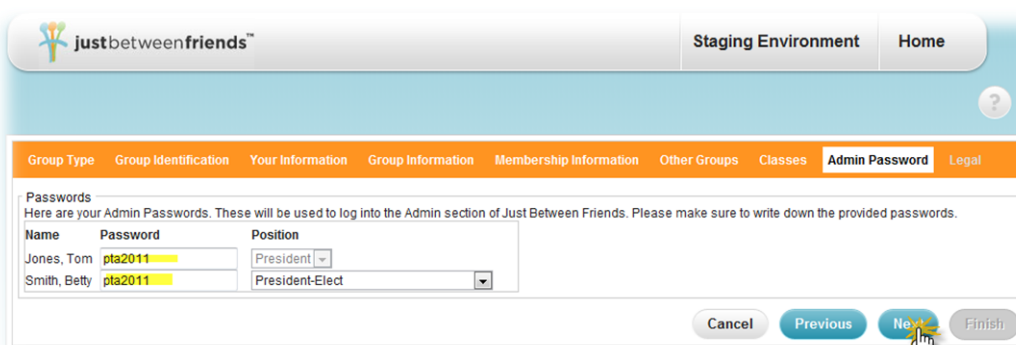 justbetweenfriends™
Staging Environment Home
?
Group Type Group Identification Your Information Group Information Membership Information Other Groups Classes Admin Password Legal
Passwords
Here are your Admin Passwords. These will be used to log into the Admin section of Just Between Friends. Please make sure to write down the provided passwords.
Name Password Position
Jones, Tom pta2011 President
Smith, Betty pta2011 President-Elect
Cancel Previous Next Finish